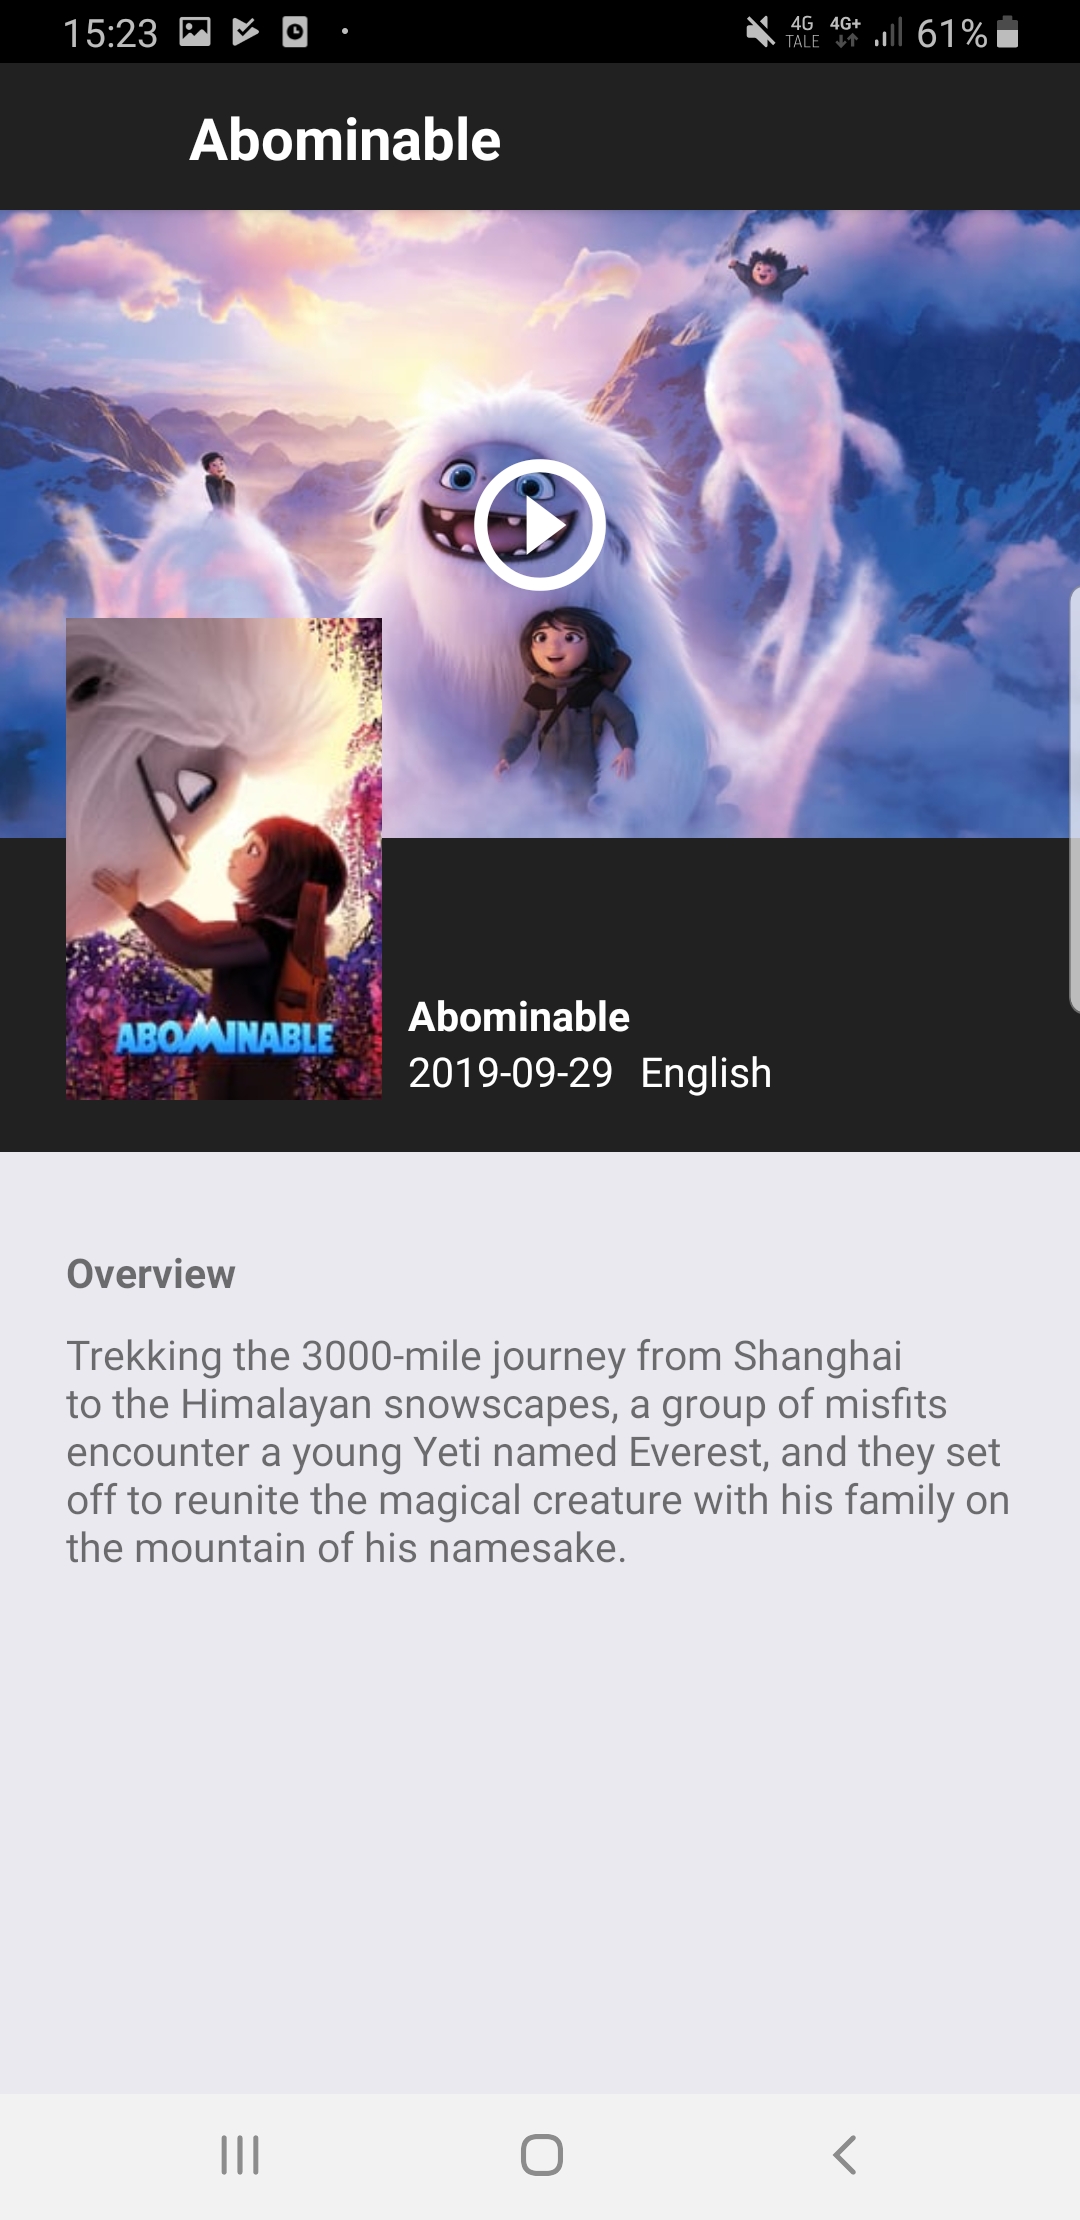 15:23
4G
TALE
4G+
61%
Abominable
ABOMINABLE
Abominable
2019-09-29 English
Overview
Trekking the 3000-mile journey from Shanghai
to the Himalayan snowscapes, a group of misfits
encounter a young Yeti named Everest, and they set
off to reunite the magical creature with his family on
the mountain of his namesake.